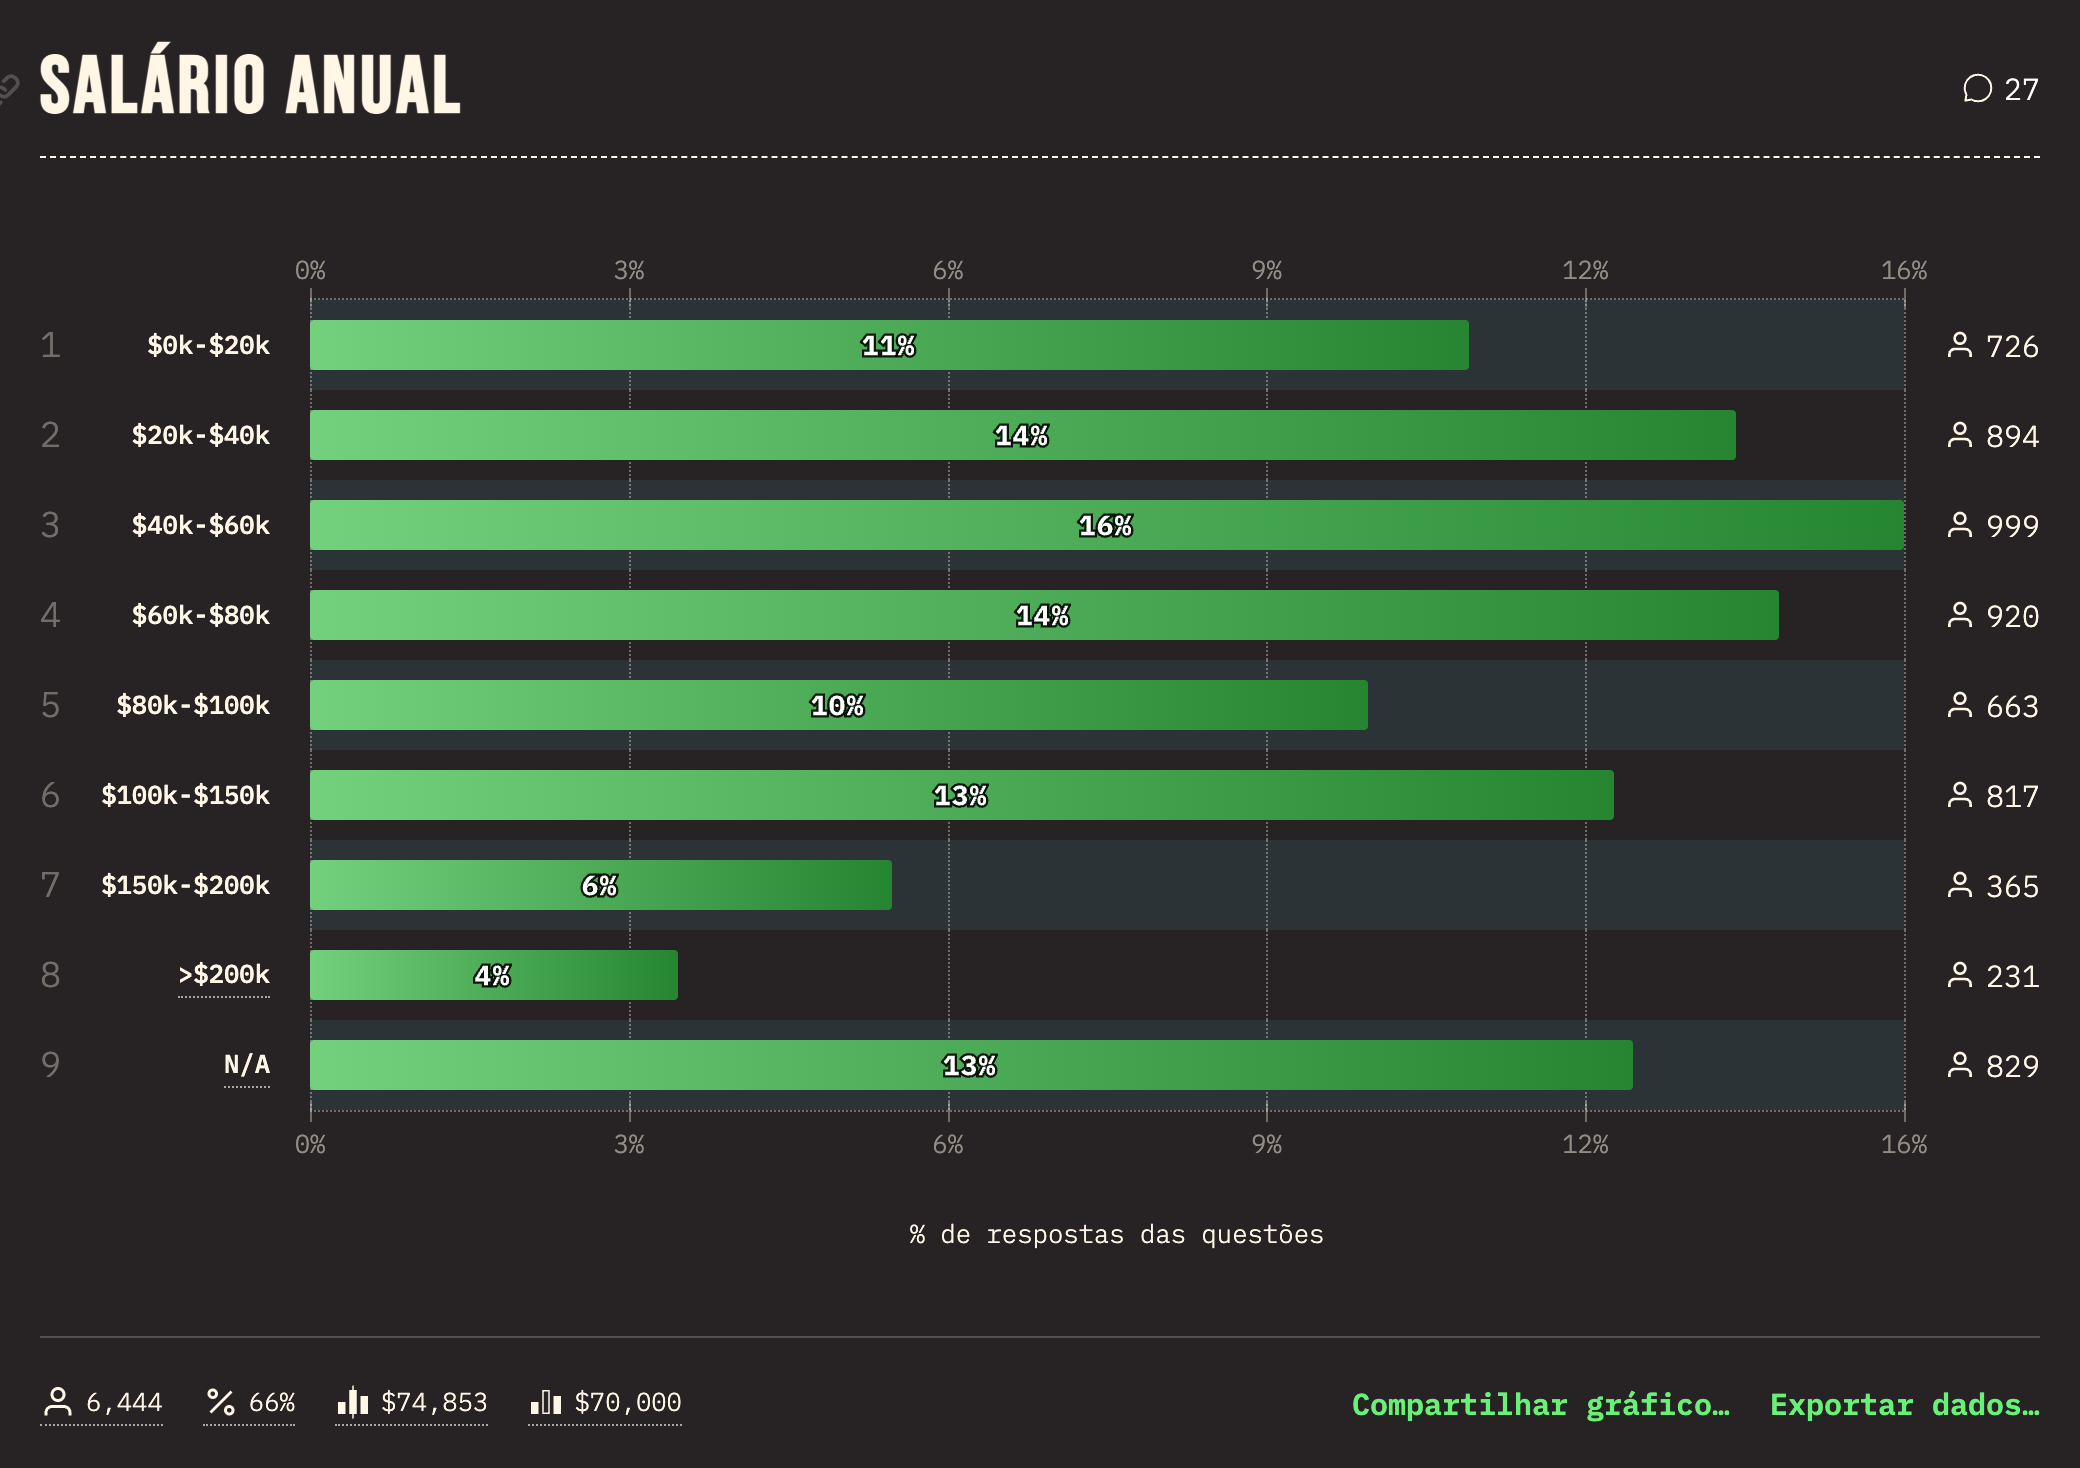 SALÁRIO ANUAL
27
0% 3% 6% 9% 12% 16%
1 $0k-$20k 11% 726
2 $20k-$40k 14% 894
3 $40k-$60k 16% 999
4 $60k-$80k 14% 920
5 $80k-$100k 10% 663
6 $100k-$150k 13% 817
7 $150k-$200k 6% 365
8 >$200k 4% 231
9 N/A 13% 829
0% 3% 6% 9% 12% 16%
% de respostas das questões
6,444 66% $74,853 $70,000 Compartilhar gráfico… Exportar dados…